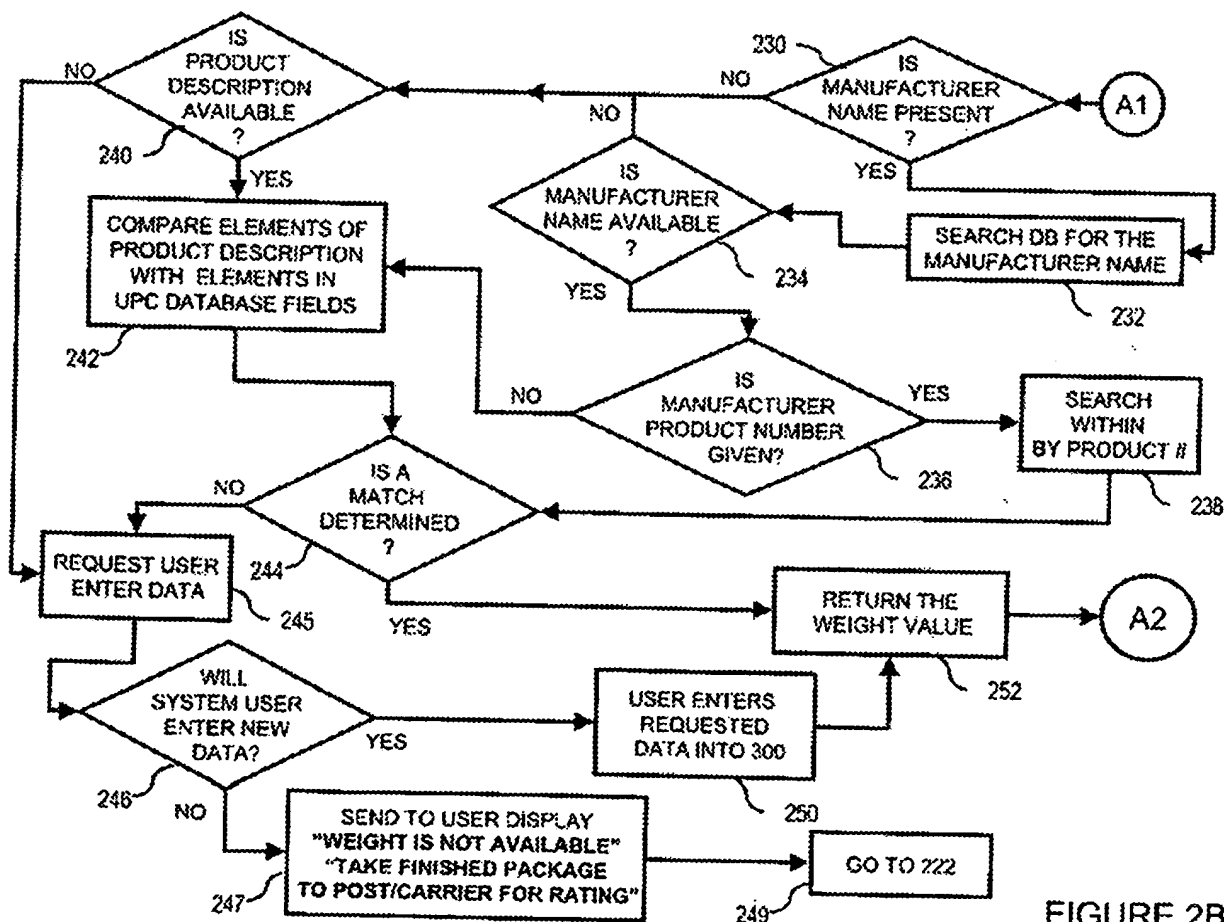 IS
PRODUCT
DESCRIPTION
AVAILABLE
?
NO
240
YES
230
IS
MANUFACTURER
NAME PRESENT
?
NO
YES
A1
NO
IS
MANUFACTURER
NAME AVAILABLE
?
234
YES
SEARCH DB FOR THE
MANUFACTURER NAME
232
COMPARE ELEMENTS OF
PRODUCT DESCRIPTION
WITH ELEMENTS IN
UPC DATABASE FIELDS
242
NO
IS
MANUFACTURER
PRODUCT NUMBER
GIVEN?
YES
236
SEARCH
WITHIN
BY PRODUCT #
238
NO
IS A
MATCH
DETERMINED
?
244
YES
REQUEST USER
ENTER DATA
245
RETURN THE
WEIGHT VALUE
252
A2
WILL
SYSTEM USER
ENTER NEW
DATA?
YES
246
NO
USER ENTERS
REQUESTED
DATA INTO 300
250
SEND TO USER DISPLAY
"WEIGHT IS NOT AVAILABLE"
"TAKE FINISHED PACKAGE
TO POST/CARRIER FOR RATING"
247
GO TO 222
249
FIGURE 2B